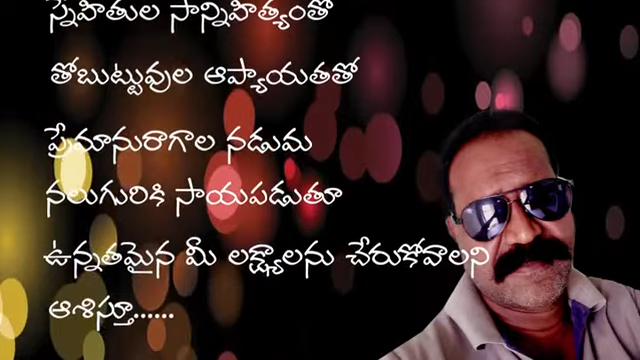 స్నేహితుల సాన్నిహిత్యంతో
తోబుట్టువుల ఆప్యాయతతో
ప్రేమానురాగాల నడుమ
నలుగురికి సాయపడుతూ
ఉన్నతమైన మీ లక్ష్యాలను చేరుకోవాలని
ఆశిస్తూ......